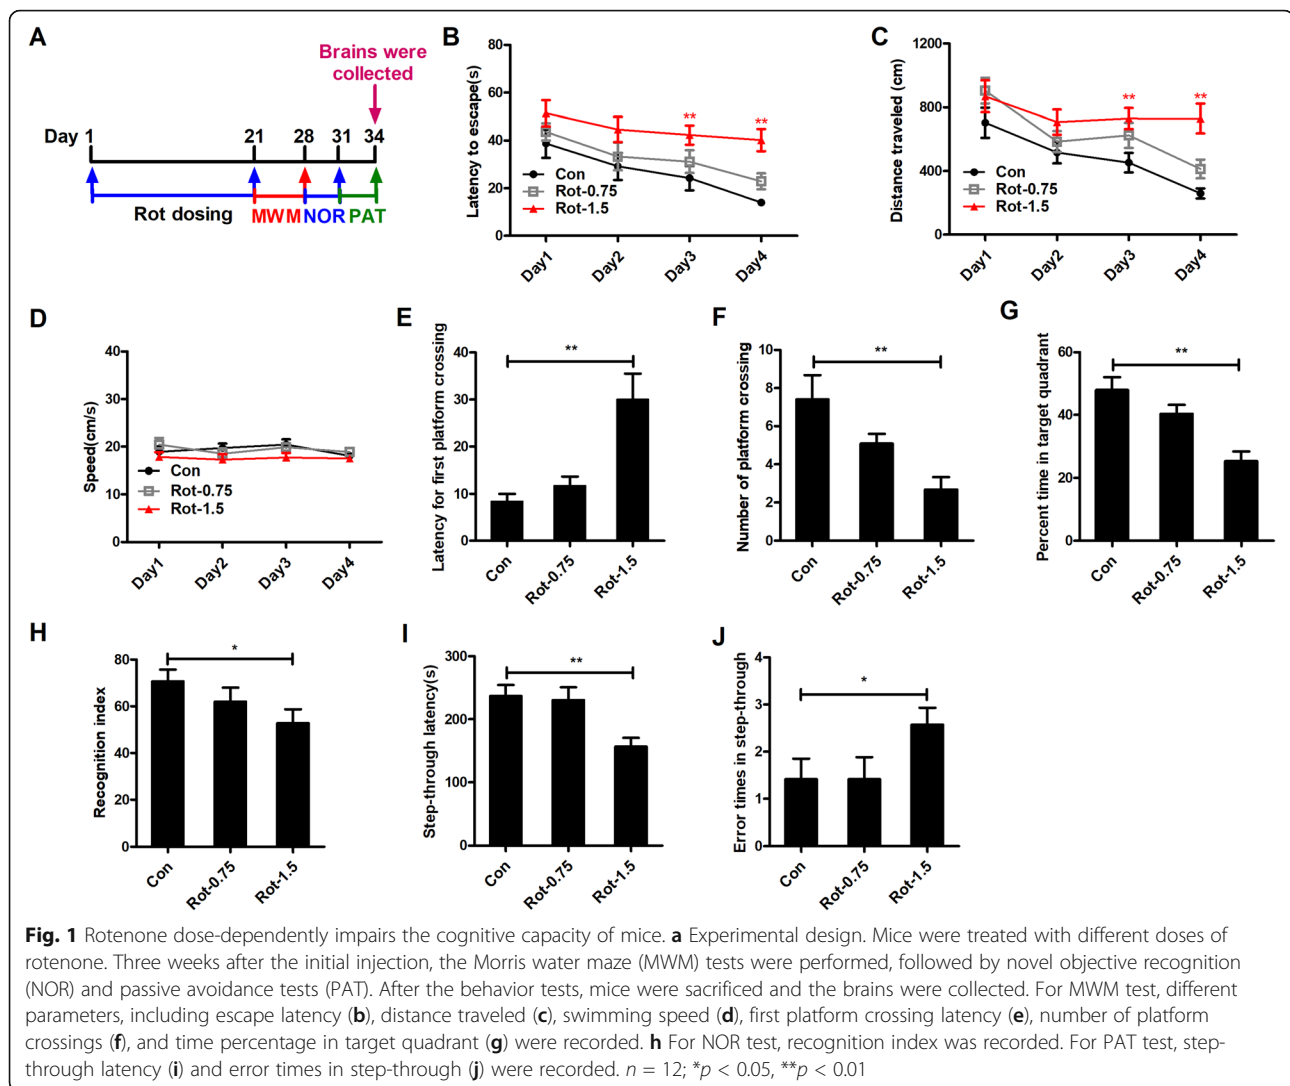 A
Brains were
collected
Day 1 21 28 31 34
Rot dosing MWM NOR PAT
B
Latency to escape(s)
80
60
40
20
0
**
**
Con
Rot-0.75
Rot-1.5
Day1
Day2
Day3
Day4
C
Distance traveled (cm)
1200
800
400
0
**
**
Con
Rot-0.75
Rot-1.5
Day1
Day2
Day3
Day4
D
Speed(cm/s)
40
30
20
10
0
Con
Rot-0.75
Rot-1.5
Day1
Day2
Day3
Day4
E
Latency for first platform crossing
40
30
20
10
0
**
Con
Rot-0.75
Rot-1.5
F
Number of platform crossing
10
8
6
4
2
0
**
Con
Rot-0.75
Rot-1.5
G
Percent time in target quadrant
60
40
20
0
**
Con
Rot-0.75
Rot-1.5
H
Recognition index
80
60
40
20
0
*
Con
Rot-0.75
Rot-1.5
I
Step-through latency(s)
300
200
100
0
**
Con
Rot-0.75
Rot-1.5
J
Error times in step-through
4
3
2
1
0
*
Con
Rot-0.75
Rot-1.5
Fig. 1 Rotenone dose-dependently impairs the cognitive capacity of mice. a Experimental design. Mice were treated with different doses of
rotenone. Three weeks after the initial injection, the Morris water maze (MWM) tests were performed, followed by novel objective recognition
(NOR) and passive avoidance tests (PAT). After the behavior tests, mice were sacrificed and the brains were collected. For MWM test, different
parameters, including escape latency (b), distance traveled (c), swimming speed (d), first platform crossing latency (e), number of platform
crossings (f), and time percentage in target quadrant (g) were recorded. h For NOR test, recognition index was recorded. For PAT test, step-
through latency (i) and error times in step-through (j) were recorded. n = 12; *p < 0.05, **p < 0.01